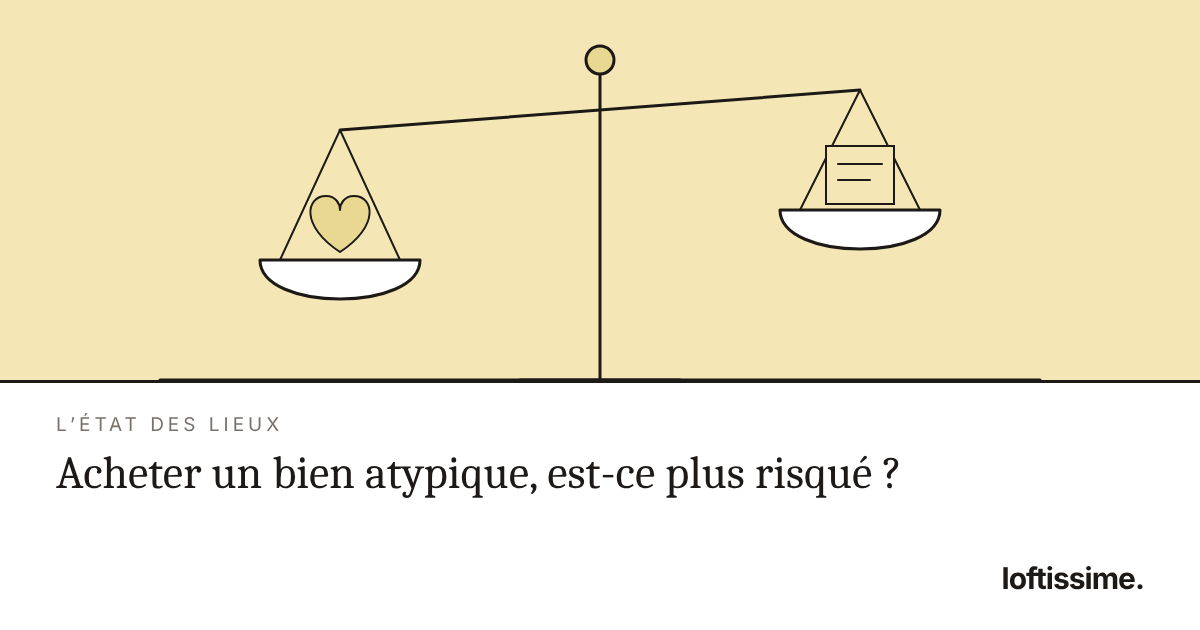 L’ÉTAT DES LIEUX
Acheter un bien atypique, est-ce plus risqué ?
loftissime.